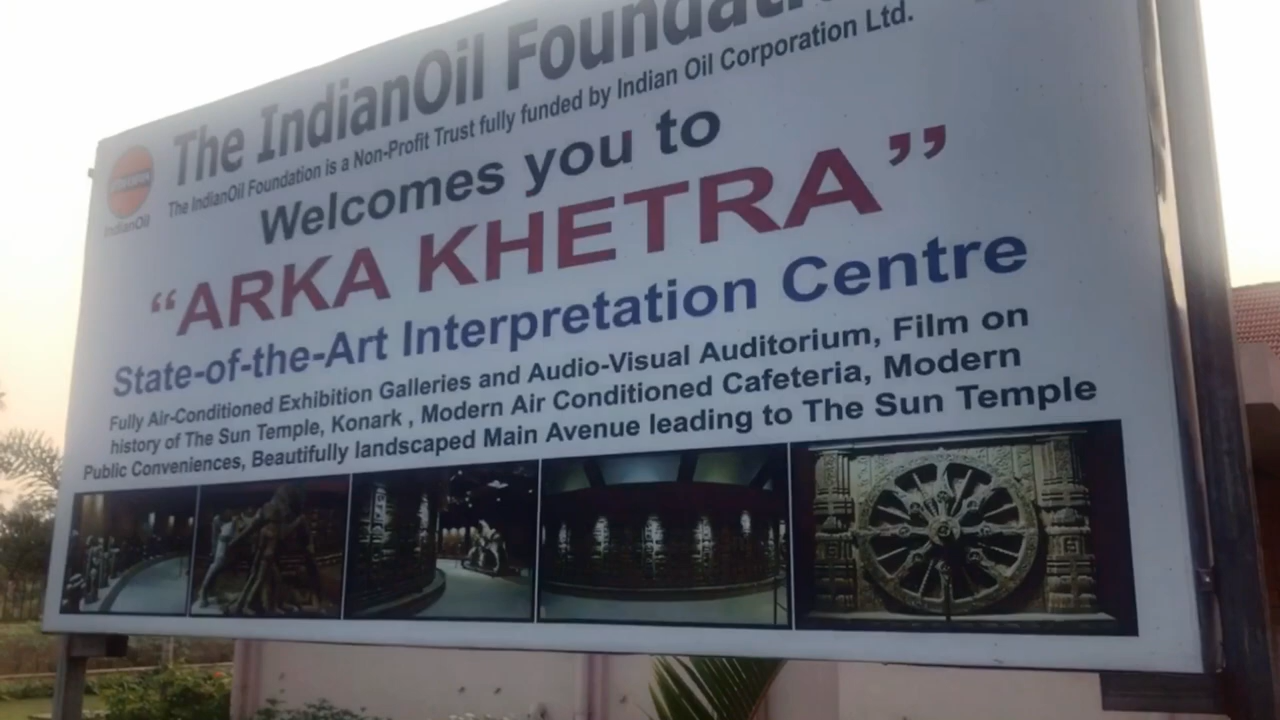 The IndianOil Foundation
The IndianOil Foundation is a Non-Profit Trust fully funded by Indian Oil Corporation Ltd.
IndianOil
Welcomes you to
“ARKA KHETRA”
State-of-the-Art Interpretation Centre
Fully Air-Conditioned Exhibition Galleries and Audio-Visual Auditorium, Film on
history of The Sun Temple, Konark , Modern Air Conditioned Cafeteria, Modern
Public Conveniences, Beautifully landscaped Main Avenue leading to The Sun Temple